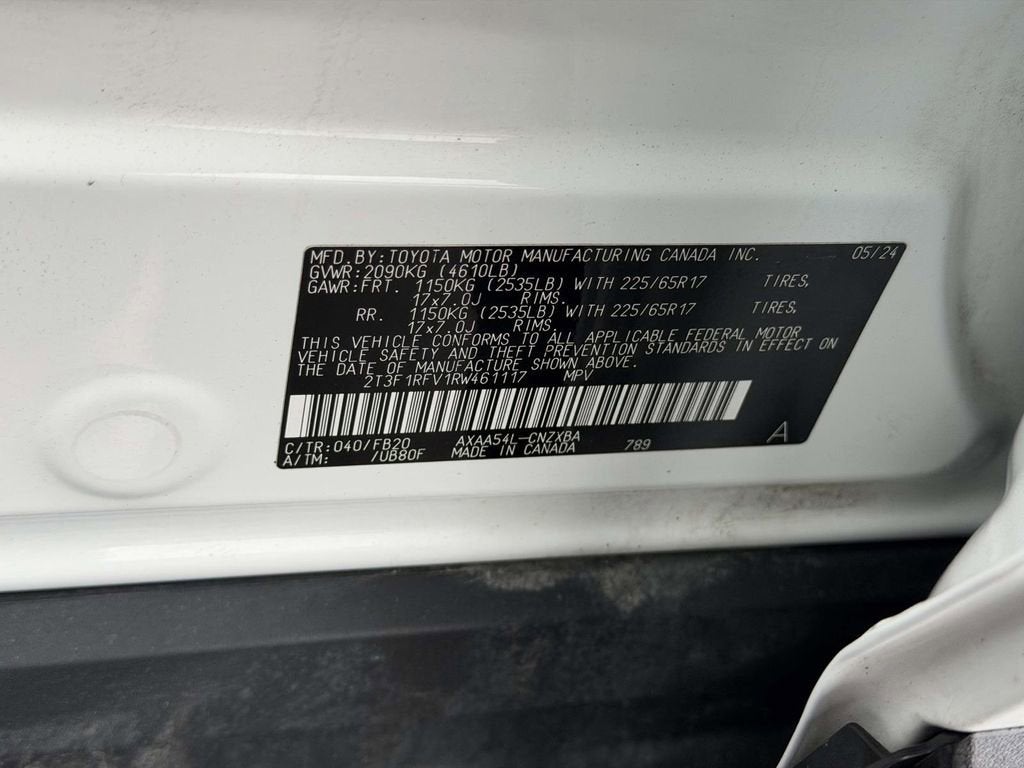 MFD. BY: TOYOTA MOTOR MANUFACTURING CANADA INC. 05/24
GVWR: 2090KG (4610LB)
GAWR: FRT. 1150KG (2535LB) WITH 225/65R17 TIRES,
17x7.0J RIMS.
RR. 1150KG (2535LB) WITH 225/65R17 TIRES,
17x7.0J RIMS.
THIS VEHICLE CONFORMS TO ALL APPLICABLE FEDERAL MOTOR
VEHICLE SAFETY AND THEFT PREVENTION STANDARDS IN EFFECT ON
THE DATE OF MANUFACTURE SHOWN ABOVE.
2T3F1RFV1RW461117 MPV
C/TR: 040/FB20 AXAA54L-CNZXBA 789 A
A/TM: /UB80F MADE IN CANADA